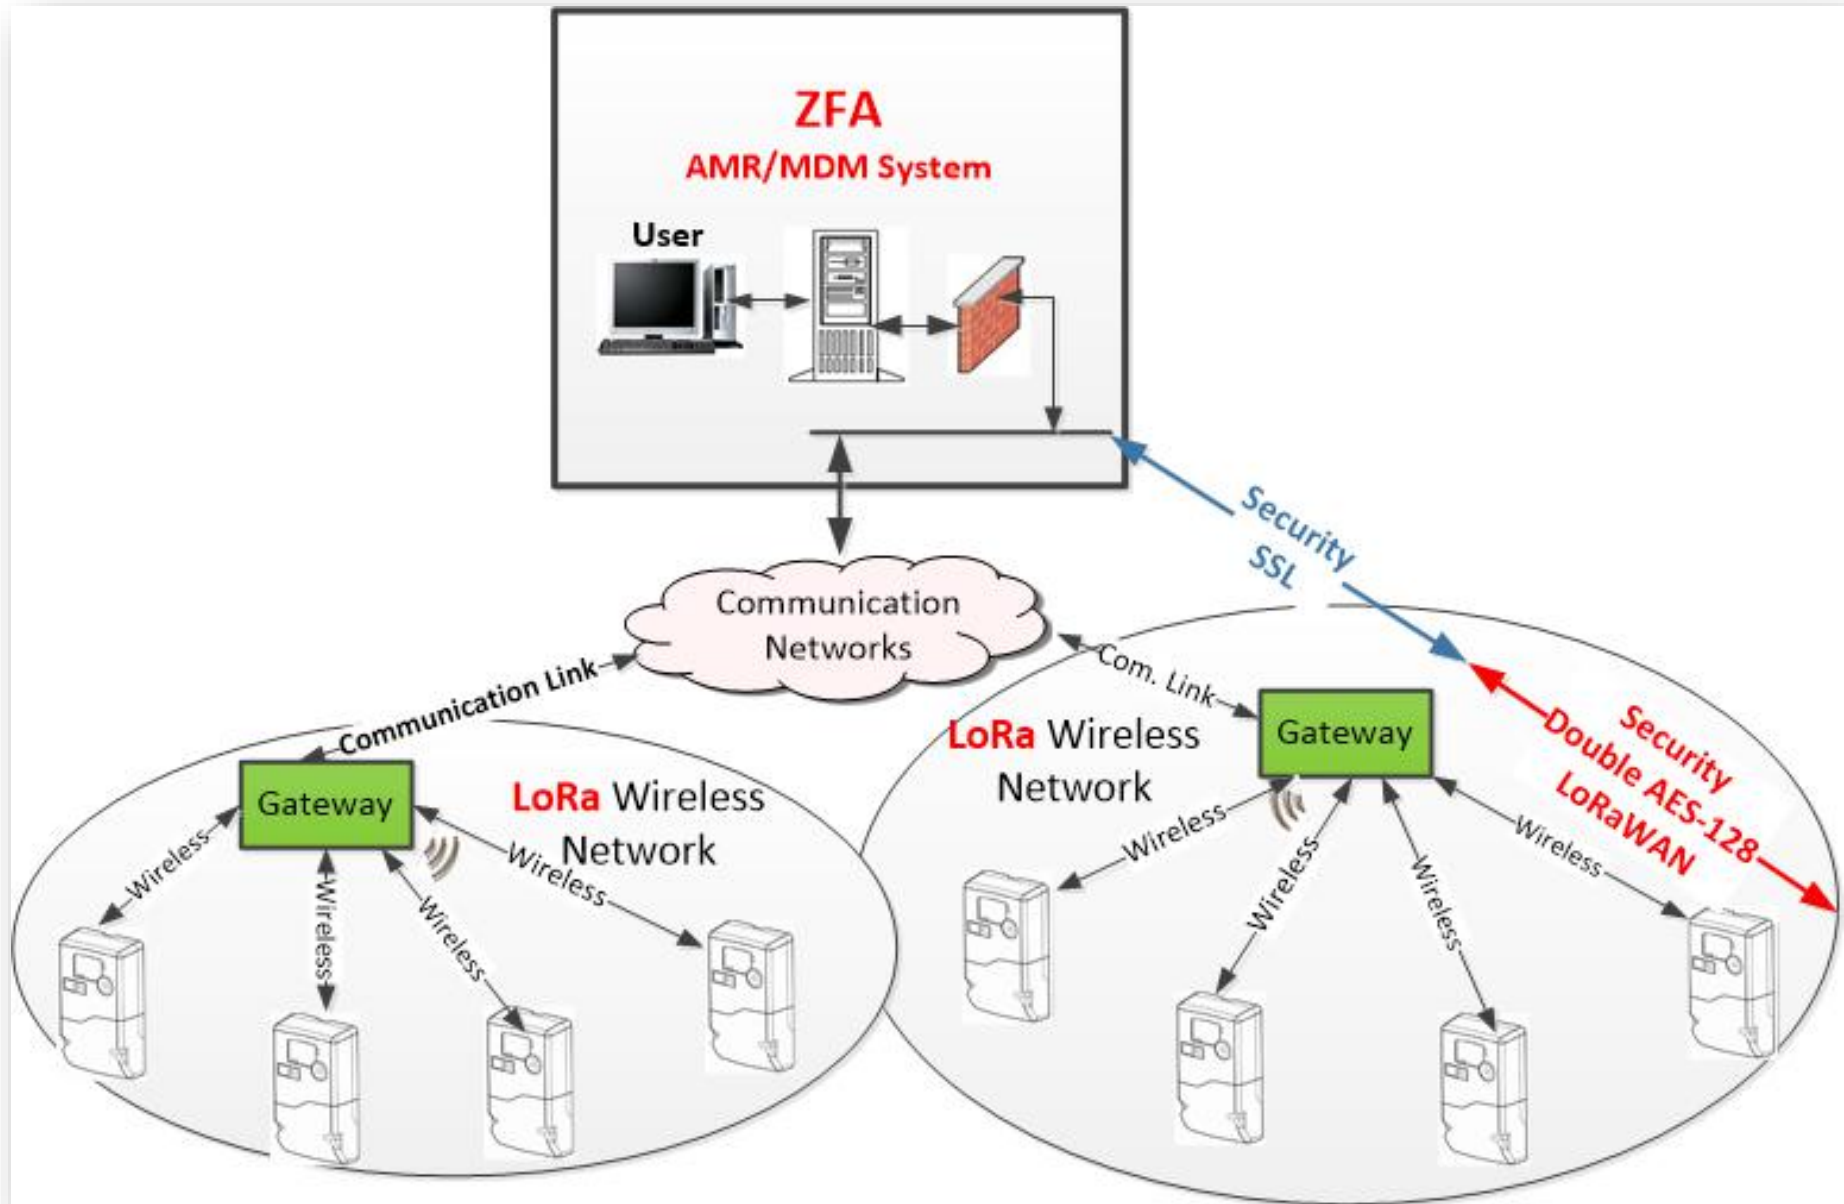 ZFA
AMR/MDM System
User
Security
SSL
Communication
Networks
Communication Link
Com. Link
Gateway
LoRa Wireless
Network
Wireless
Wireless
Wireless
Wireless
Gateway
LoRa Wireless
Network
Wireless
Wireless
Wireless
Wireless
Security
Double AES-128
LoRaWAN